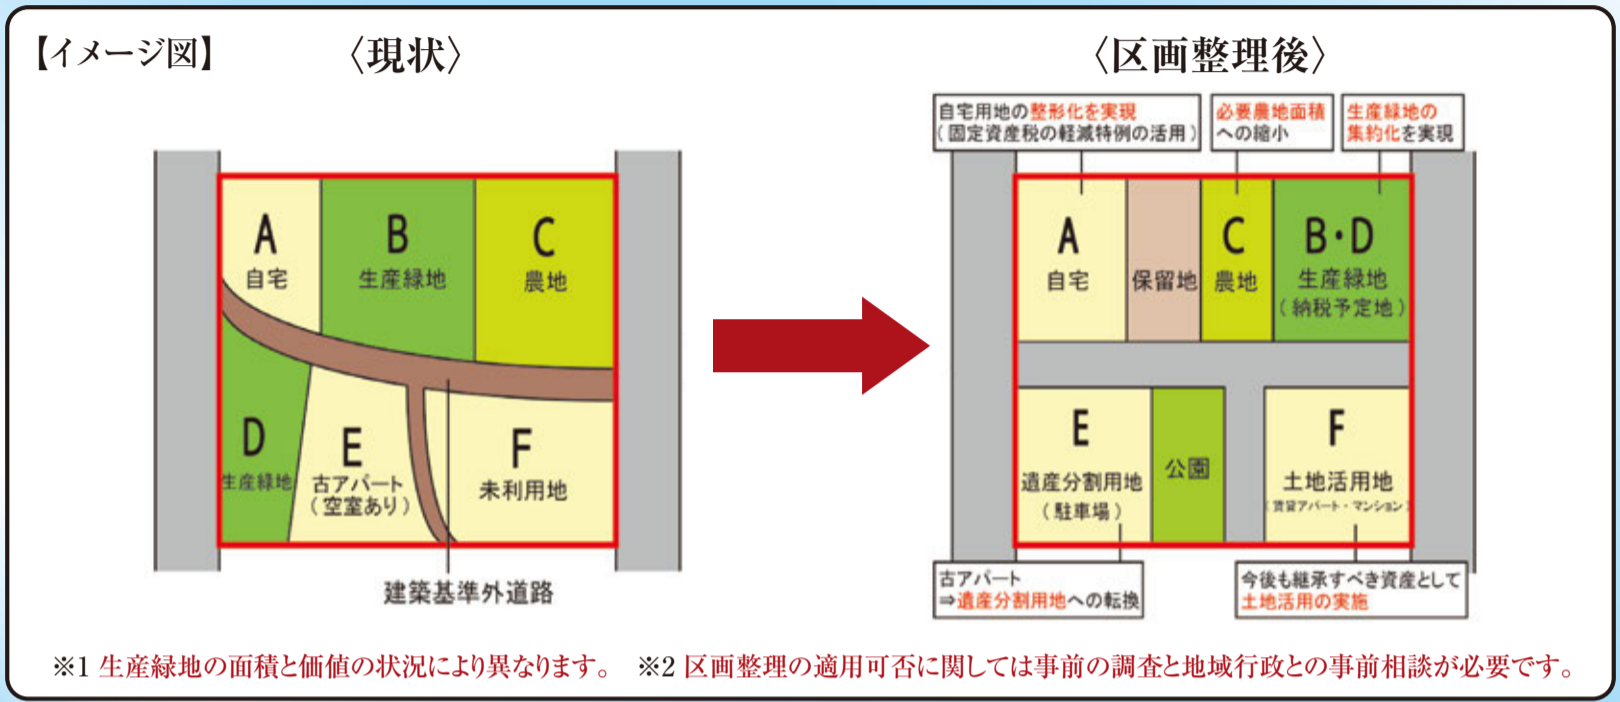 【イメージ図】
〈現状〉
A
自宅
B
生産緑地
C
農地
D
生産緑地
E
古アパート
(空室あり)
F
未利用地
建築基準外道路
〈区画整理後〉
自宅用地の整形化を実現
(固定資産税の軽減特例の活用)
必要農地面積
への縮小
生産緑地の
集約化を実現
A
自宅
保留地
C
農地
B・D
生産緑地
(納税予定地)
E
遺産分割用地
(駐車場)
公園
F
土地活用地
(賃貸アパート・マンション)
古アパート
⇒遺産分割用地への転換
今後も継承すべき資産として
土地活用の実施
※1 生産緑地の面積と価値の状況により異なります。 ※2 区画整理の適用可否に関しては事前の調査と地域行政との事前相談が必要です。